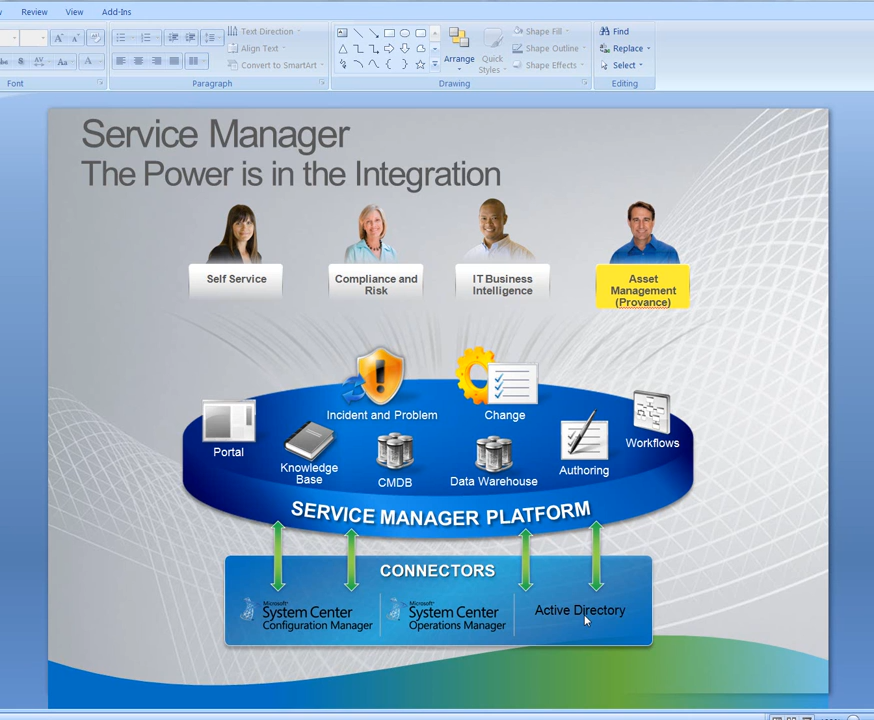 Review View Add-Ins
Text Direction
Align Text
Convert to SmartArt
Arrange
Quick Styles
Shape Fill
Shape Outline
Shape Effects
Find
Replace
Select
Font Paragraph Drawing Editing
Service Manager
The Power is in the Integration
Self Service
Compliance and
Risk
IT Business
Intelligence
Asset
Management
(Provance)
Incident and Problem
Change
Portal
Knowledge
Base
CMDB
Data Warehouse
Authoring
Workflows
SERVICE MANAGER PLATFORM
CONNECTORS
Microsoft®
System Center
Configuration Manager
Microsoft®
System Center
Operations Manager
Active Directory